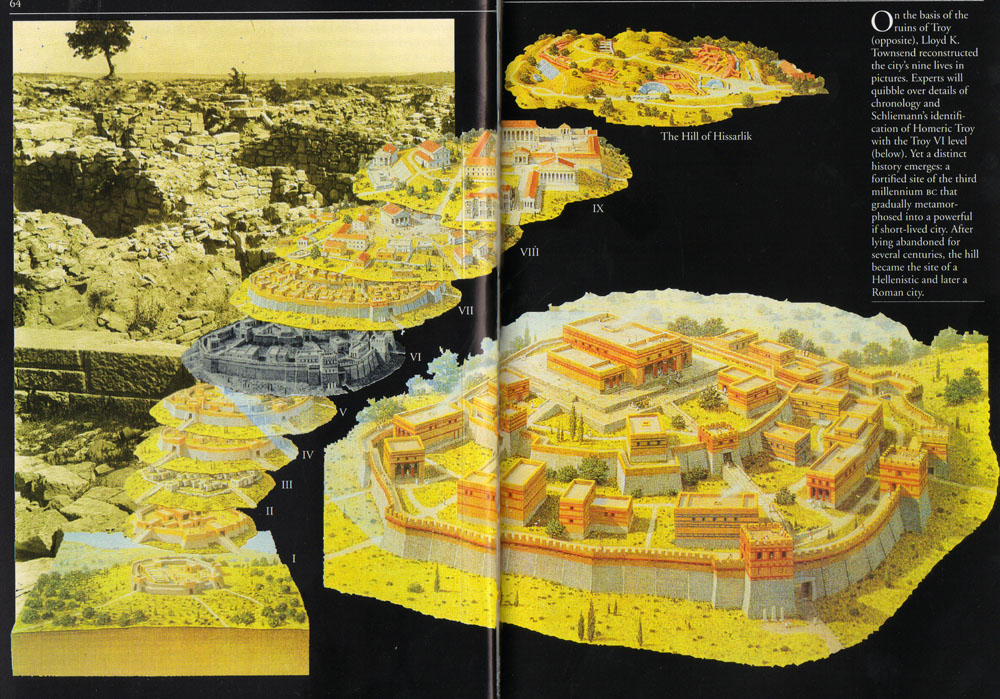 64
On the basis of the
ruins of Troy
(opposite), Lloyd K.
Townsend reconstructed
the city's nine lives in
pictures. Experts will
quibble over details of
chronology and
Schliemann's identifi-
cation of Homeric Troy
with the Troy VI level
(below). Yet a distinct
history emerges: a
fortified site of the third
millennium BC that
gradually metamor-
phosed into a powerful
if short-lived city. After
lying abandoned for
several centuries, the hill
became the site of a
Hellenistic and later a
Roman city.
The Hill of Hissarlik
IX
VIII
VII
VI
V
IV
III
II
I